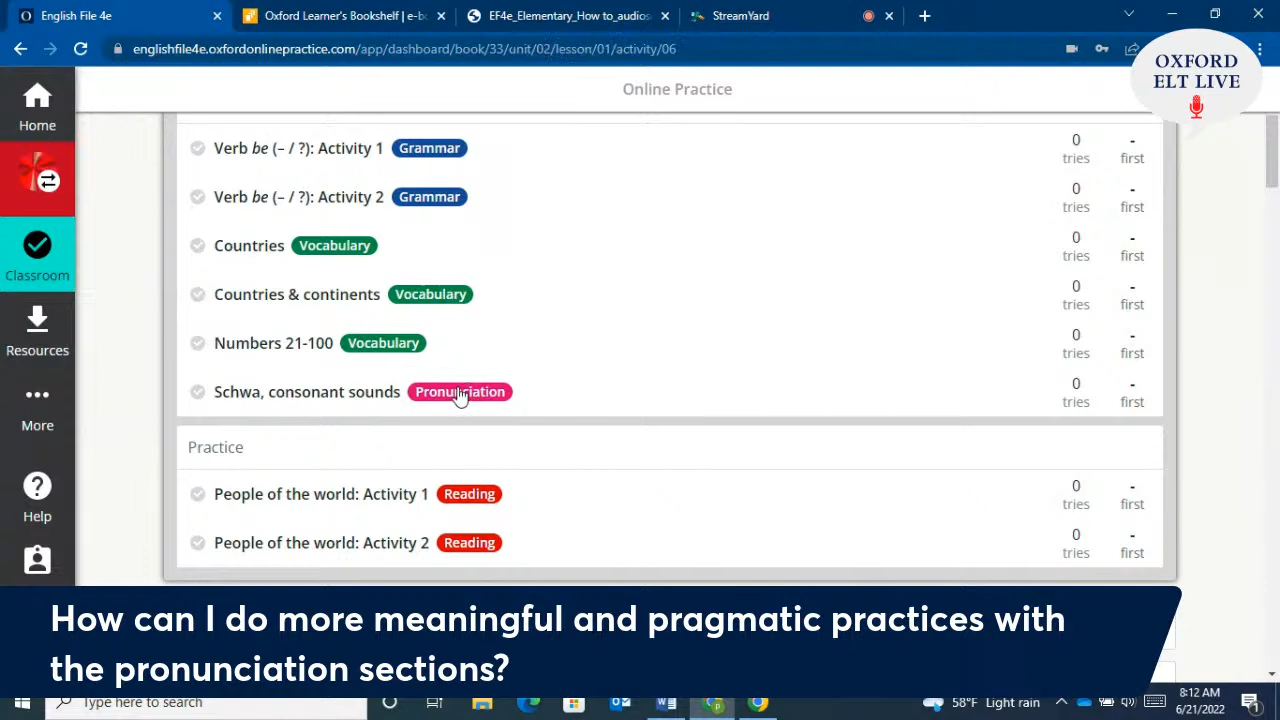 English File 4e
Oxford Learner's Bookshelf | e-b
EF4e_Elementary_How to_audios
StreamYard
englishfile4e.oxfordonlinepractice.com/app/dashboard/book/33/unit/02/lesson/01/activity/06
OXFORD
ELT LIVE
Online Practice
Home
Classroom
Resources
More
Help
Verb be (– / ?): Activity 1 Grammar
0 -
tries first
Verb be (– / ?): Activity 2 Grammar
0 -
tries first
Countries Vocabulary
0 -
tries first
Countries & continents Vocabulary
0 -
tries first
Numbers 21-100 Vocabulary
0 -
tries first
Schwa, consonant sounds Pronunciation
0 -
tries first
Practice
People of the world: Activity 1 Reading
0 -
tries first
People of the world: Activity 2 Reading
0 -
tries first
How can I do more meaningful and pragmatic practices with
the pronunciation sections?
Type here to search
58°F Light rain
8:12 AM
6/21/2022